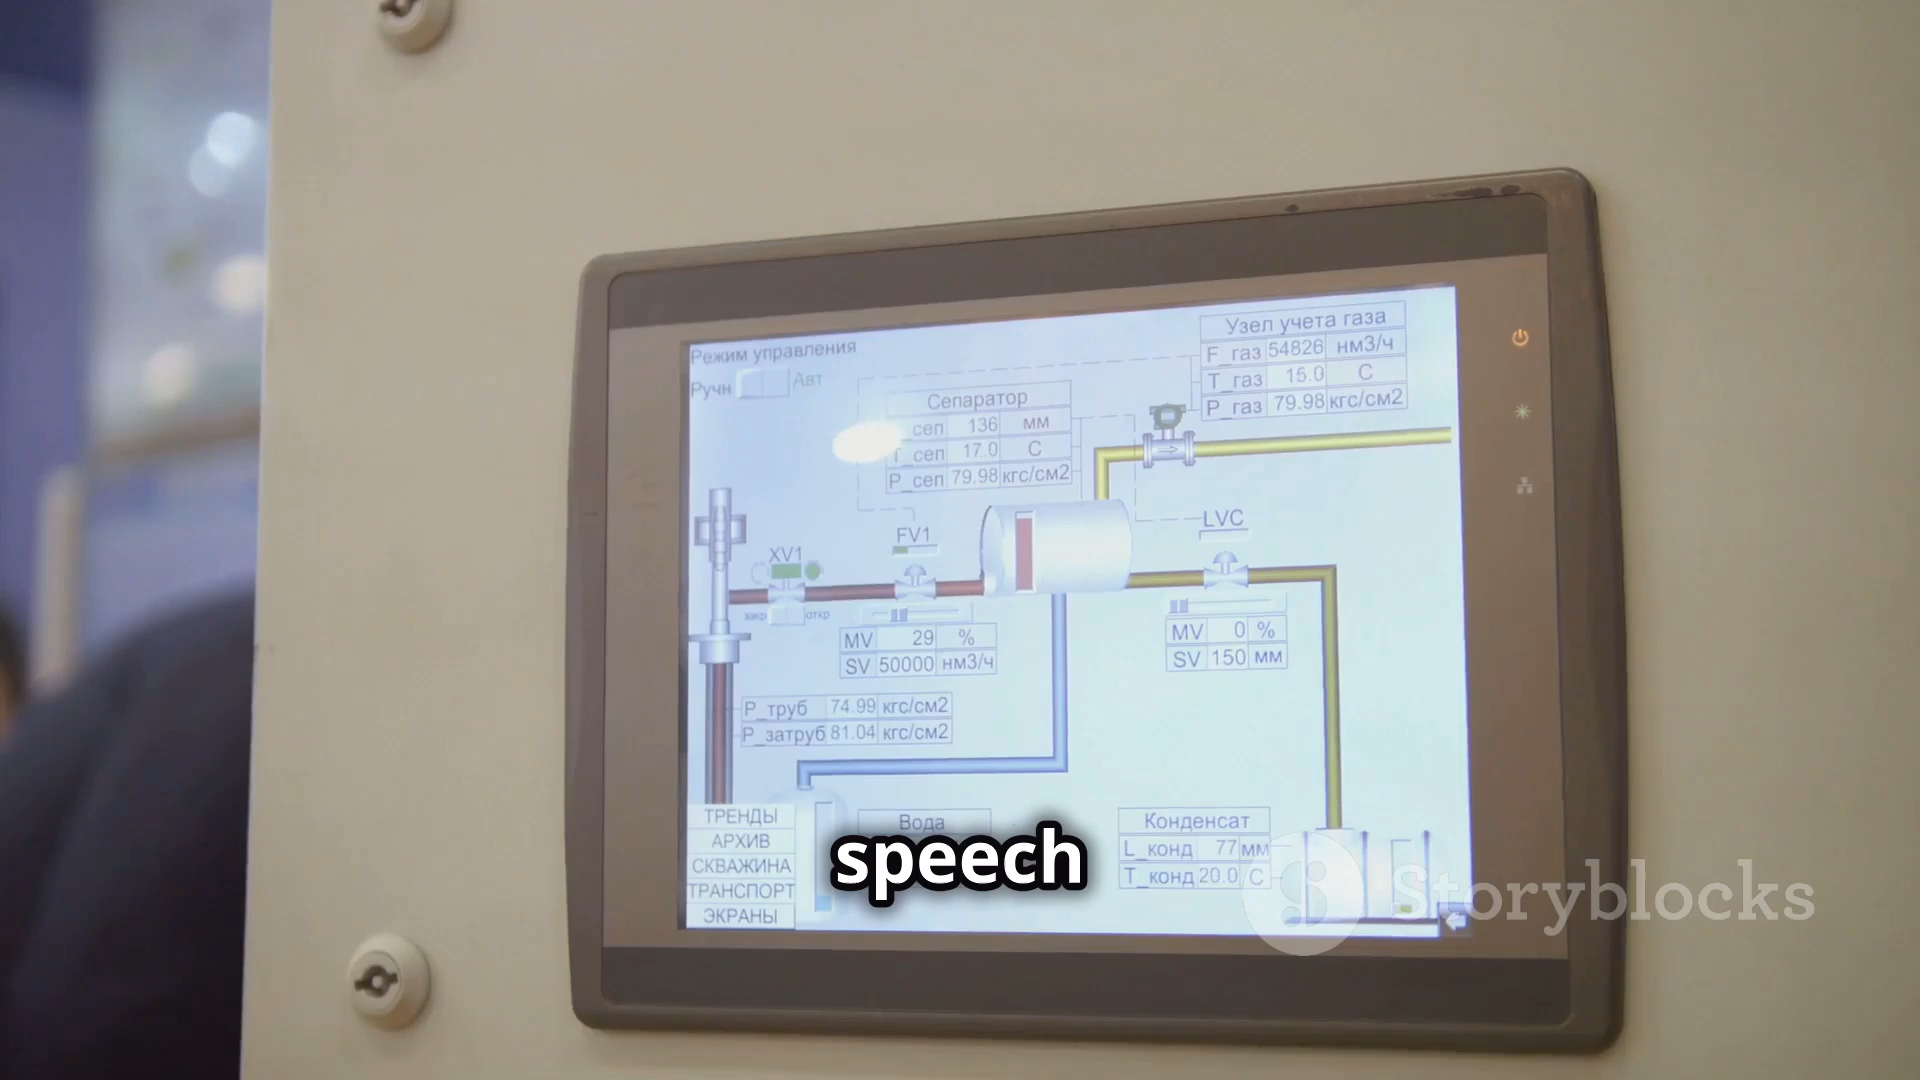 Режим управления
Ручн Авт
Узел учета газа
F_газ 54826 нм3/ч
T_газ 15.0 C
P_газ 79.98 кгс/см2
Сепаратор
сеп 136 мм
T_сеп 17.0 C
P_сеп 79.98 кгс/см2
XV1
закр откр
FV1
LVC
MV 29 %
SV 50000 нм3/ч
MV 0 %
SV 150 мм
P_труб 74.99 кгс/см2
P_затруб 81.04 кгс/см2
ТРЕНДЫ
АРХИВ
СКВАЖИНА
ТРАНСПОРТ
ЭКРАНЫ
Вода
Конденсат
L_конд 77 мм
T_конд 20.0 C
speech
Storyblocks